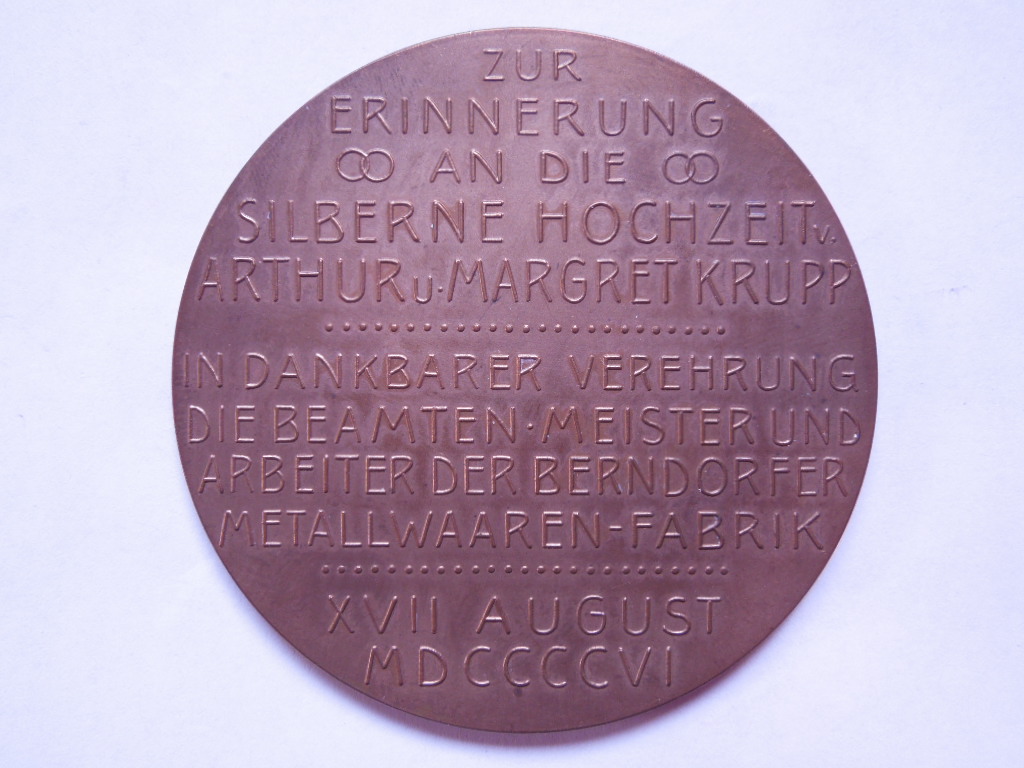 ZUR
ERINNERUNG
AN DIE
SILBERNE HOCHZEIT v.
ARTHUR u. MARGRET KRUPP
IN DANKBARER VEREHRUNG
DIE BEAMTEN · MEISTER UND
ARBEITER DER BERNDORFER
METALLWAAREN-FABRIK
XVII AUGUST
MDCCCCVI